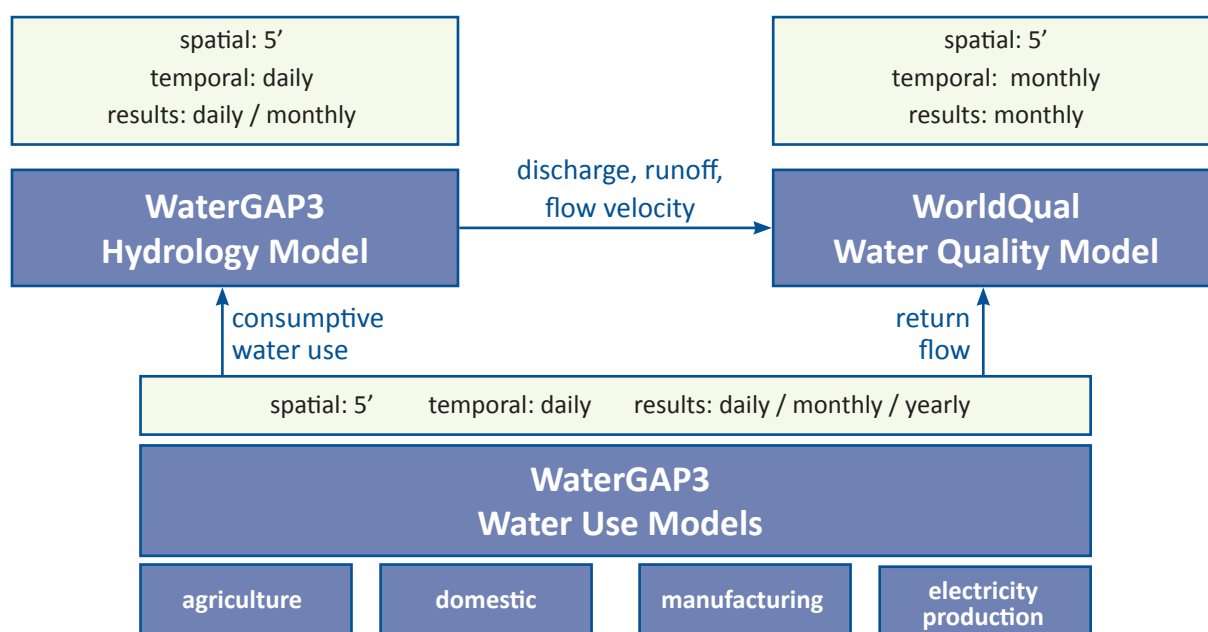 spatial: 5’
temporal: daily
results: daily / monthly
spatial: 5’
temporal: monthly
results: monthly
WaterGAP3
Hydrology Model
discharge, runoff,
flow velocity
WorldQual
Water Quality Model
consumptive
water use
return
flow
spatial: 5’ temporal: daily results: daily / monthly / yearly
WaterGAP3
Water Use Models
agriculture
domestic
manufacturing
electricity
production